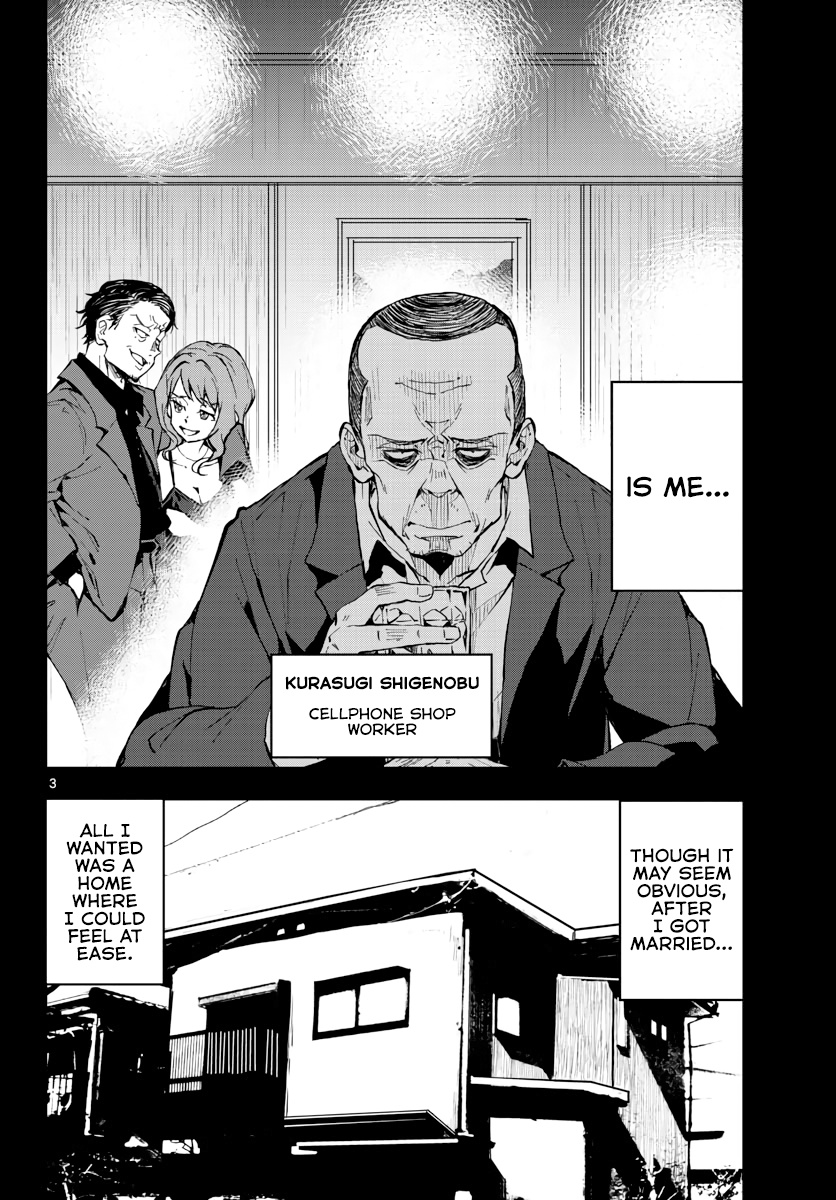 IS ME...
KURASUGI SHIGENOBU
CELLPHONE SHOP
WORKER
3
THOUGH IT
MAY SEEM
OBVIOUS,
AFTER
I GOT
MARRIED...
ALL I
WANTED
WAS A
HOME
WHERE
I COULD
FEEL AT
EASE.